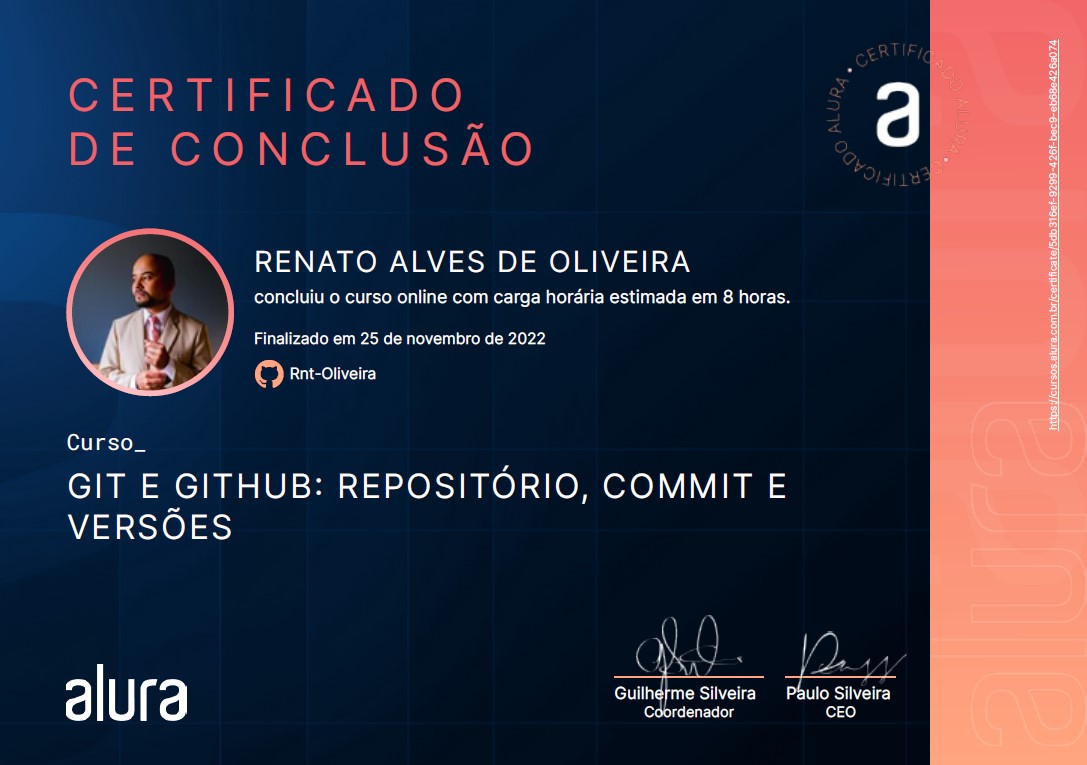 CERTIFICADO
DE CONCLUSÃO
CERTIFICADO ALURA • CERTIFICADO ALURA •
a
RENATO ALVES DE OLIVEIRA
concluiu o curso online com carga horária estimada em 8 horas.
Finalizado em 25 de novembro de 2022
Rnt-Oliveira
Curso_
GIT E GITHUB: REPOSITÓRIO, COMMIT E
VERSÕES
alura
Guilherme Silveira
Coordenador
Paulo Silveira
CEO
https://cursos.alura.com.br/certificate/5db316ef-9299-426f-bec9-eb68e426a074
alura